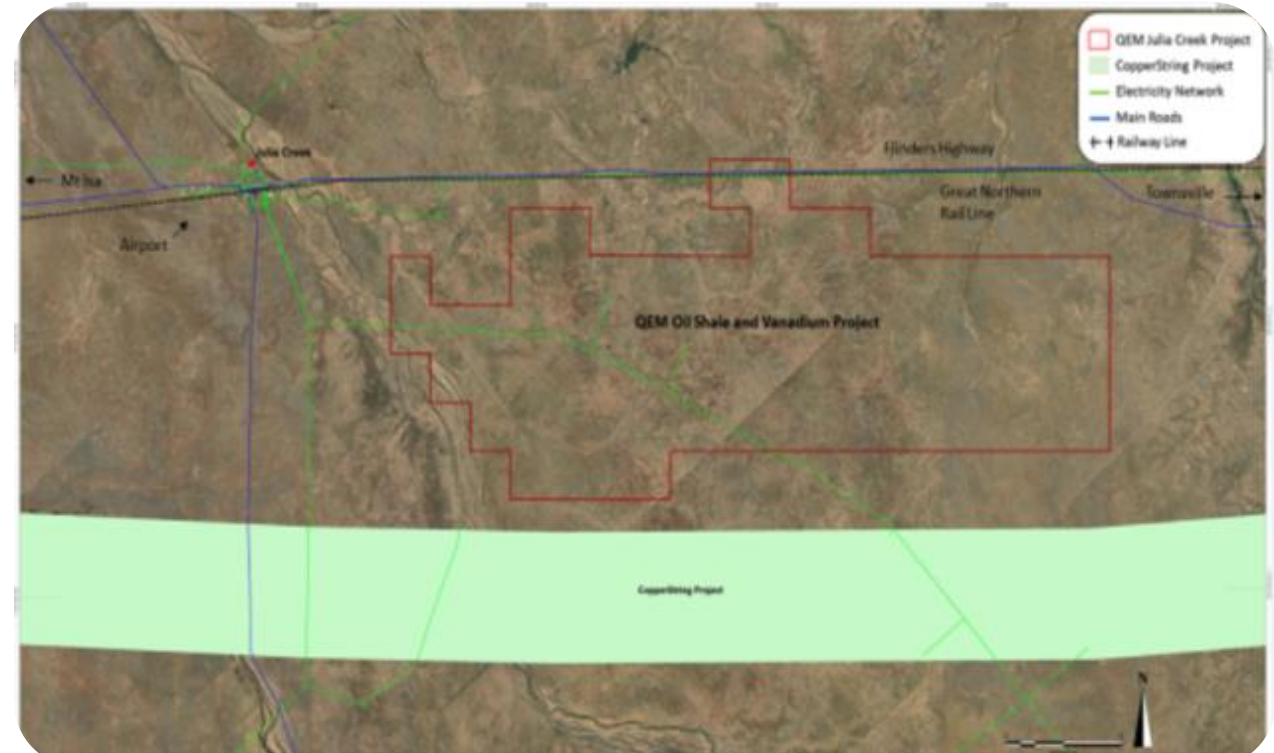 QEM Julia Creek Project
CopperString Project
Electricity Network
Main Roads
Railway Line
Julia Creek
Flinders Highway
Mt Isa
Great Northern
Rail Line
Townsville
Airport
QEM Oil Shale and Vanadium Project
CopperString Project
N